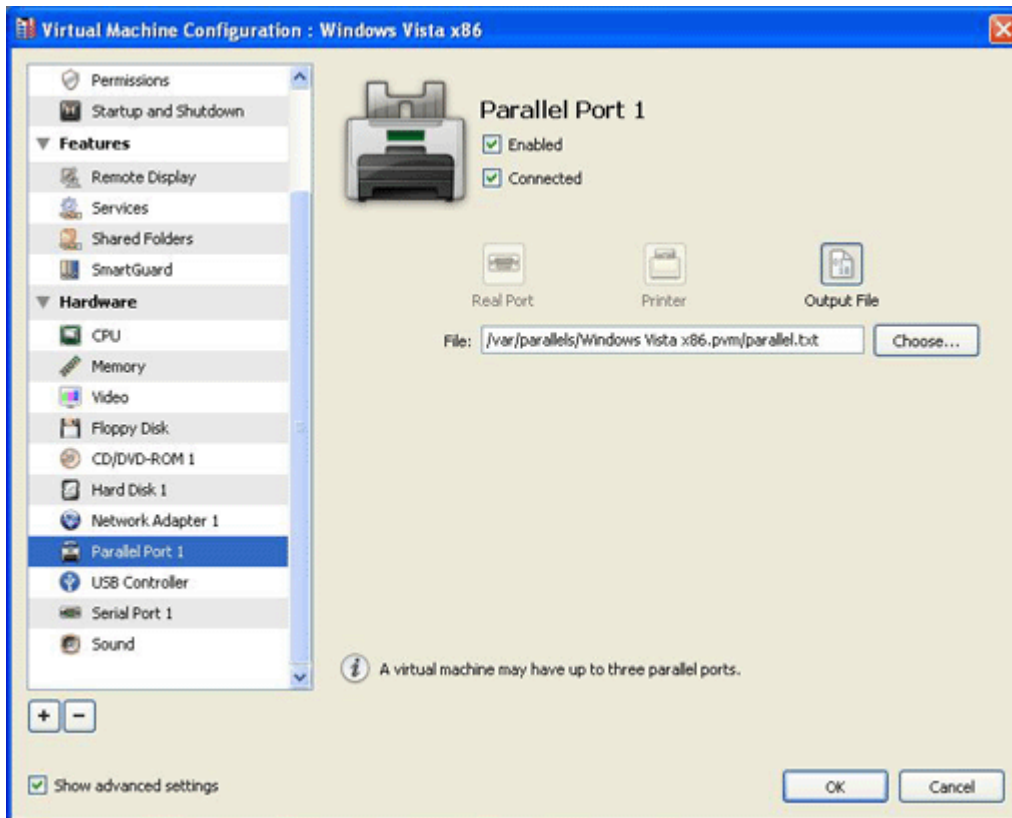 Virtual Machine Configuration : Windows Vista x86
Permissions
Startup and Shutdown
Features
Remote Display
Services
Shared Folders
SmartGuard
Hardware
CPU
Memory
Video
Floppy Disk
CD/DVD-ROM 1
Hard Disk 1
Network Adapter 1
Parallel Port 1
USB Controller
Serial Port 1
Sound
Parallel Port 1
Enabled
Connected
Real Port Printer Output File
File: /var/parallels/Windows Vista x86.pvm/parallel.txt Choose...
A virtual machine may have up to three parallel ports.
Show advanced settings
OK Cancel